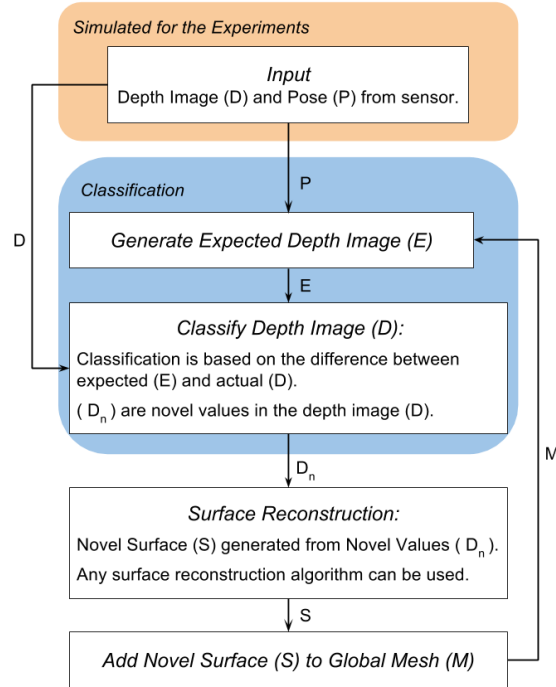 Simulated for the Experiments
Input
Depth Image (D) and Pose (P) from sensor.
P
Classification
D
Generate Expected Depth Image (E)
E
Classify Depth Image (D):
Classification is based on the difference between
expected (E) and actual (D).
( Dn ) are novel values in the depth image (D).
M
Dn
Surface Reconstruction:
Novel Surface (S) generated from Novel Values ( Dn ).
Any surface reconstruction algorithm can be used.
S
Add Novel Surface (S) to Global Mesh (M)